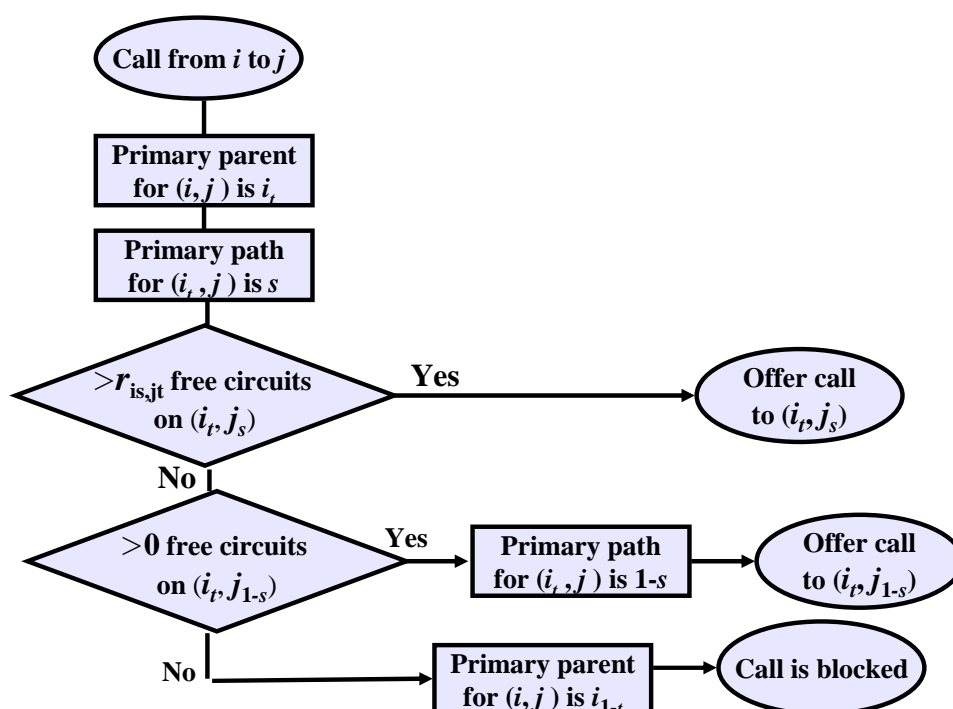 Call from i to j
Primary parent
for (i, j ) is i_t
Primary path
for (i_t , j ) is s
>r_is,jt free circuits
on (i_t, j_s)
Yes
Offer call
to (i_t, j_s)
No
>0 free circuits
on (i_t, j_1-s)
Yes
Primary path
for (i_t , j ) is 1-s
Offer call
to (i_t, j_1-s)
No
Primary parent
for (i, j ) is i_1-t
Call is blocked